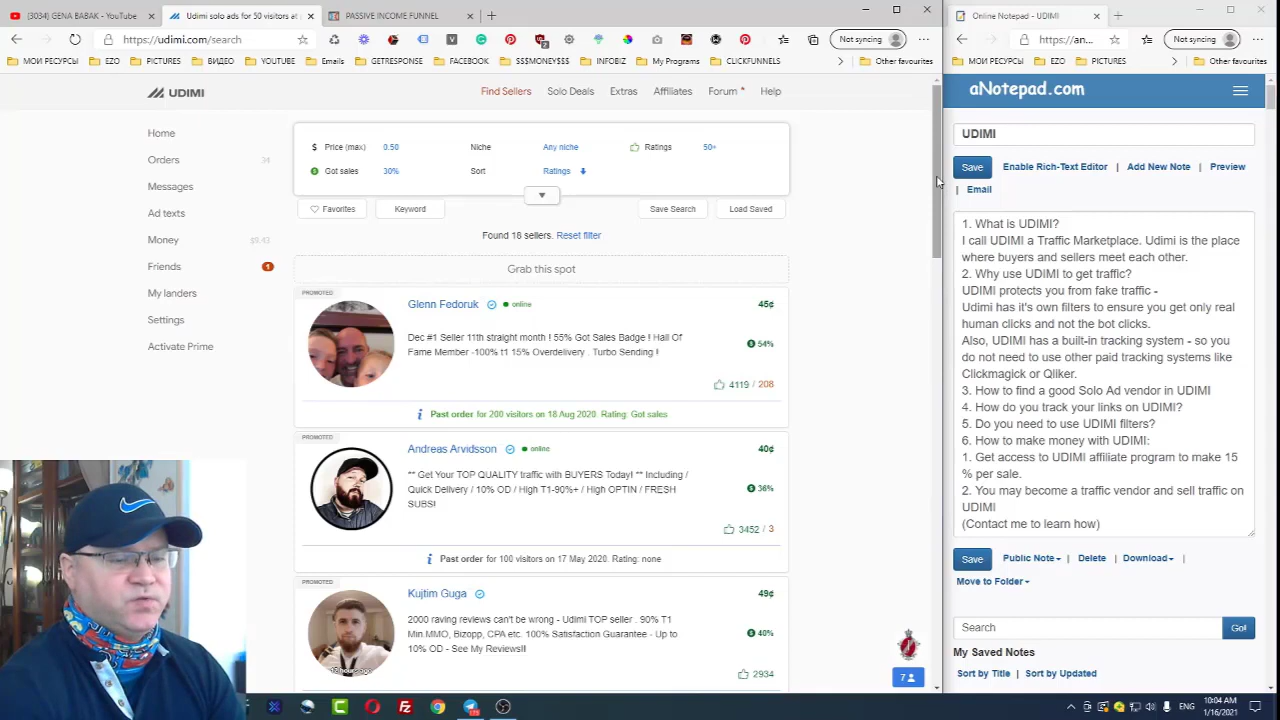 [3034] GENA BABAK - YouTube
Udimi solo ads for 50 visitors at
PASSIVE INCOME FUNNEL
https://udimi.com/search
Not syncing
МОИ РЕСУРСЫ
EZO
PICTURES
ВИДЕО
YOUTUBE
Emails
GETRESPONSE
FACEBOOK
$$$MONEY$$$
INFOBIZ
My Programs
CLICKFUNNELS
Other favourites
UDIMI
Find Sellers
Solo Deals
Extras
Affiliates
Forum
Help
Home
Orders 34
Messages
Ad texts
Money $9.43
Friends 1
My landers
Settings
Activate Prime
$ Price (max) 0.50 Niche Any niche Ratings 50+
Got sales 30% Sort Ratings
Favorites
Keyword
Save Search
Load Saved
Found 18 sellers. Reset filter
Grab this spot
PROMOTED
Glenn Fedoruk online 45¢
Dec #1 Seller 11th straight month ! 55% Got Sales Badge ! Hall Of
Fame Member -100% t1 15% Overdelivery . Turbo Sending !
54%
4119 / 208
Past order for 200 visitors on 18 Aug 2020. Rating: Got sales
PROMOTED
Andreas Arvidsson online 40¢
** Get Your TOP QUALITY traffic with BUYERS Today! ** Including /
Quick Delivery / 10% OD / High T1-90%+ / High OPTIN / FRESH
SUBS!
36%
3452 / 3
Past order for 100 visitors on 17 May 2020. Rating: none
PROMOTED
Kujtim Guga 49¢
2000 raving reviews can't be wrong - Udimi TOP seller . 90% T1
Min.MMO, Bizopp, CPA etc. 100% Satisfaction Guarantee - Up to
10% OD - See My Reviews!!
40%
2934
7
Online Notepad - UDIMI
https://an...
Not syncing
МОИ РЕСУРСЫ
EZO
PICTURES
Other favourites
aNotepad.com
UDIMI
Save
Enable Rich-Text Editor | Add New Note | Preview
| Email
1. What is UDIMI?
I call UDIMI a Traffic Marketplace. Udimi is the place
where buyers and sellers meet each other.
2. Why use UDIMI to get traffic?
UDIMI protects you from fake traffic -
Udimi has it's own filters to ensure you get only real
human clicks and not the bot clicks.
Also, UDIMI has a built-in tracking system - so you
do not need to use other paid tracking systems like
Clickmagick or Qliker.
3. How to find a good Solo Ad vendor in UDIMI
4. How do you track your links on UDIMI?
5. Do you need to use UDIMI filters?
6. How to make money with UDIMI:
1. Get access to UDIMI affiliate program to make 15
% per sale.
2. You may become a traffic vendor and sell traffic on
UDIMI
(Contact me to learn how)
Save
Public Note | Delete | Download |
Move to Folder
Search
Go!
My Saved Notes
Sort by Title | Sort by Updated
ENG
10:04 AM
1/16/2021